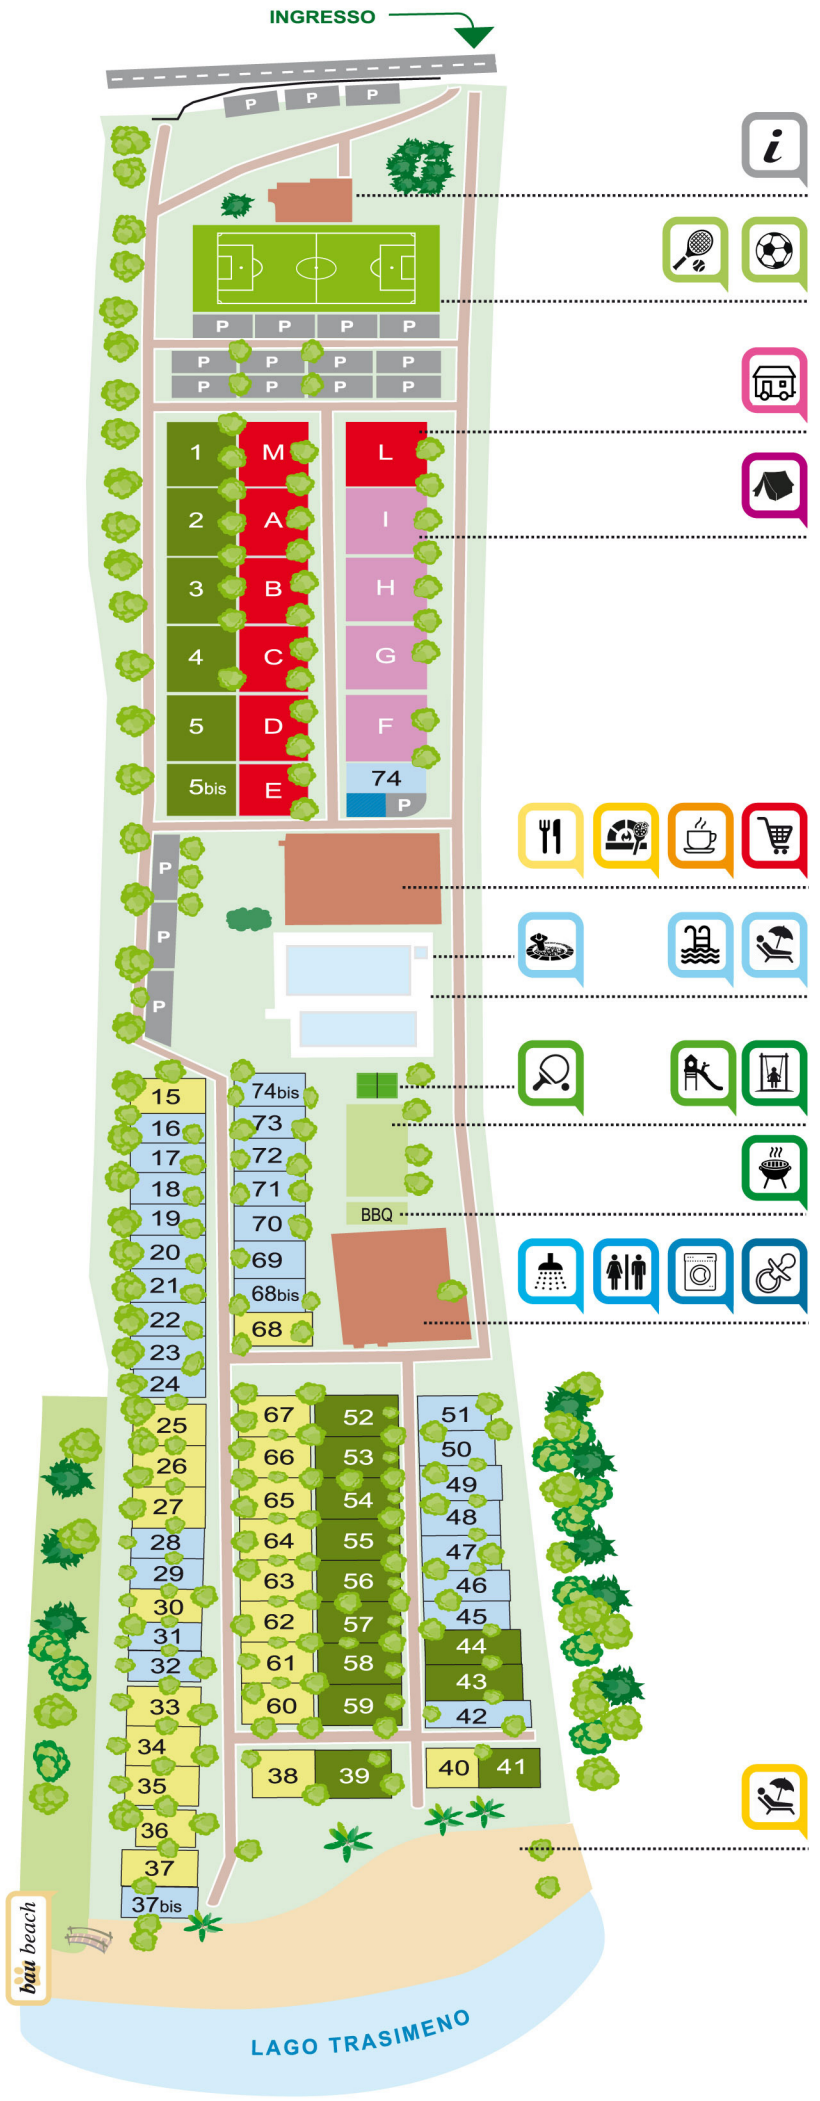 INGRESSO
P P P
i
P P P P
P P P P
P P P P
1 M L
2 A I
3 B H
4 C G
5 D F
5bis E 74
P
P
P
P
15 74bis
16 73
17 72
18 71
19 70
BBQ
20 69
21 68bis
22 68
23
24
25 67 52 51
26 66 53 50
27 65 54 49
28 64 55 48
29 63 56 47
30 62 57 46
31 61 58 45
32 60 59 44
33 43
34 42
35 38 39 40 41
36
37
37bis
bau beach
LAGO TRASIMENO